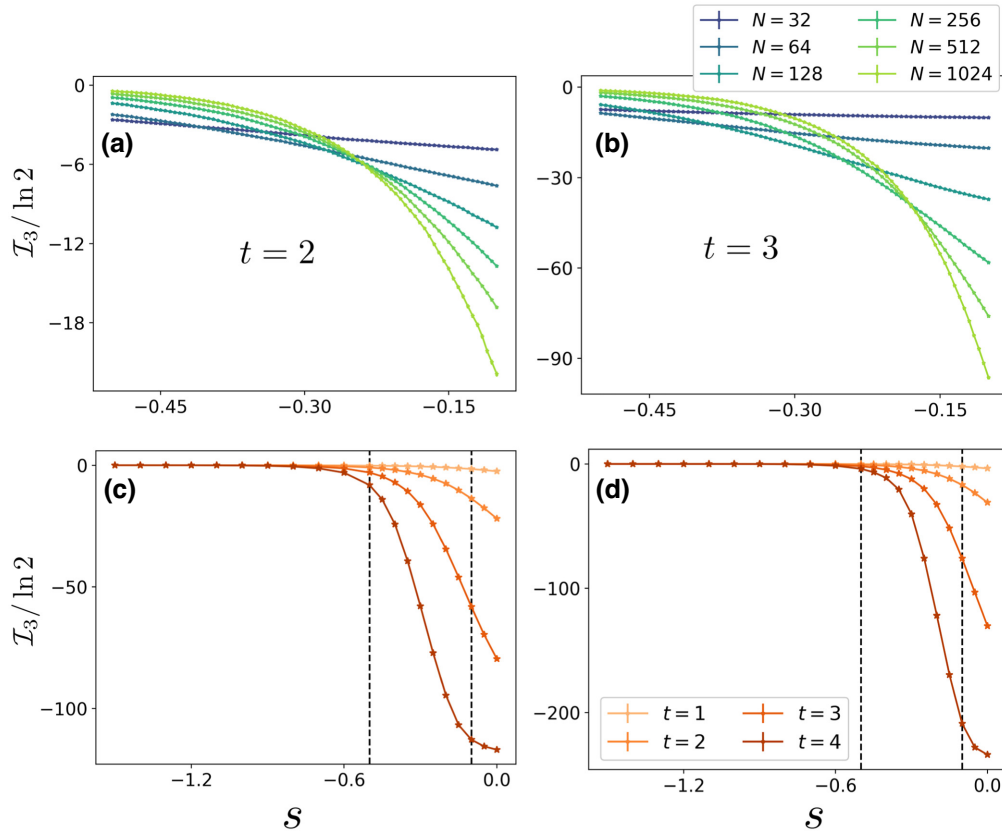 N = 32
N = 64
N = 128
N = 256
N = 512
N = 1024
0
−6
−12
−18
I₃/ ln 2
(a)
t = 2
−0.45
−0.30
−0.15
0
−30
−60
−90
(b)
t = 3
−0.45
−0.30
−0.15
0
−50
−100
I₃/ ln 2
(c)
−1.2
−0.6
0.0
s
0
−100
−200
(d)
t = 1
t = 2
t = 3
t = 4
−1.2
−0.6
0.0
s